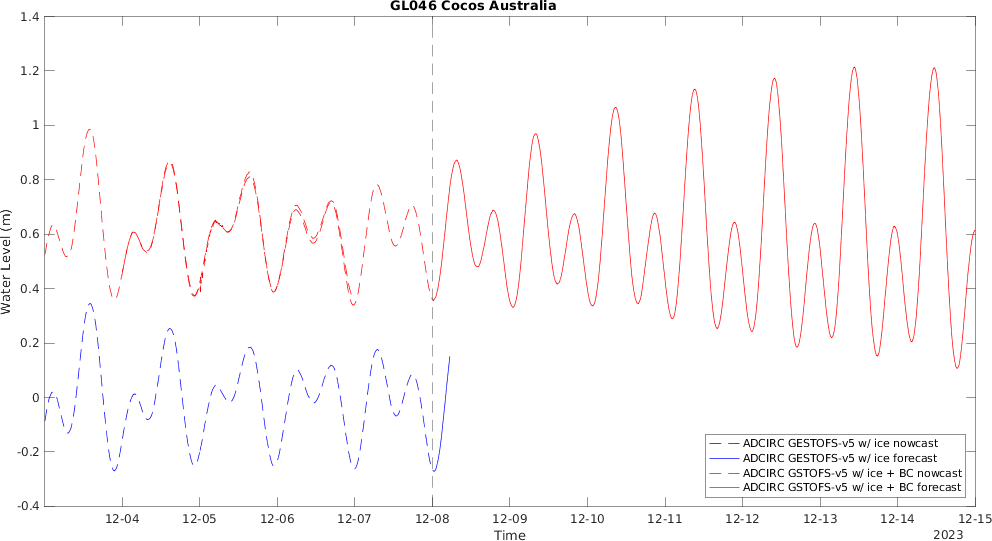 GL046 Cocos Australia
1.4
1.2
1
0.8
0.6
0.4
0.2
0
-0.2
-0.4
Water Level (m)
12-04 12-05 12-06 12-07 12-08 12-09 12-10 12-11 12-12 12-13 12-14 12-15
Time
2023
ADCIRC GESTOFS-v5 w/ ice nowcast
ADCIRC GESTOFS-v5 w/ ice forecast
ADCIRC GSTOFS-v5 w/ ice + BC nowcast
ADCIRC GSTOFS-v5 w/ ice + BC forecast